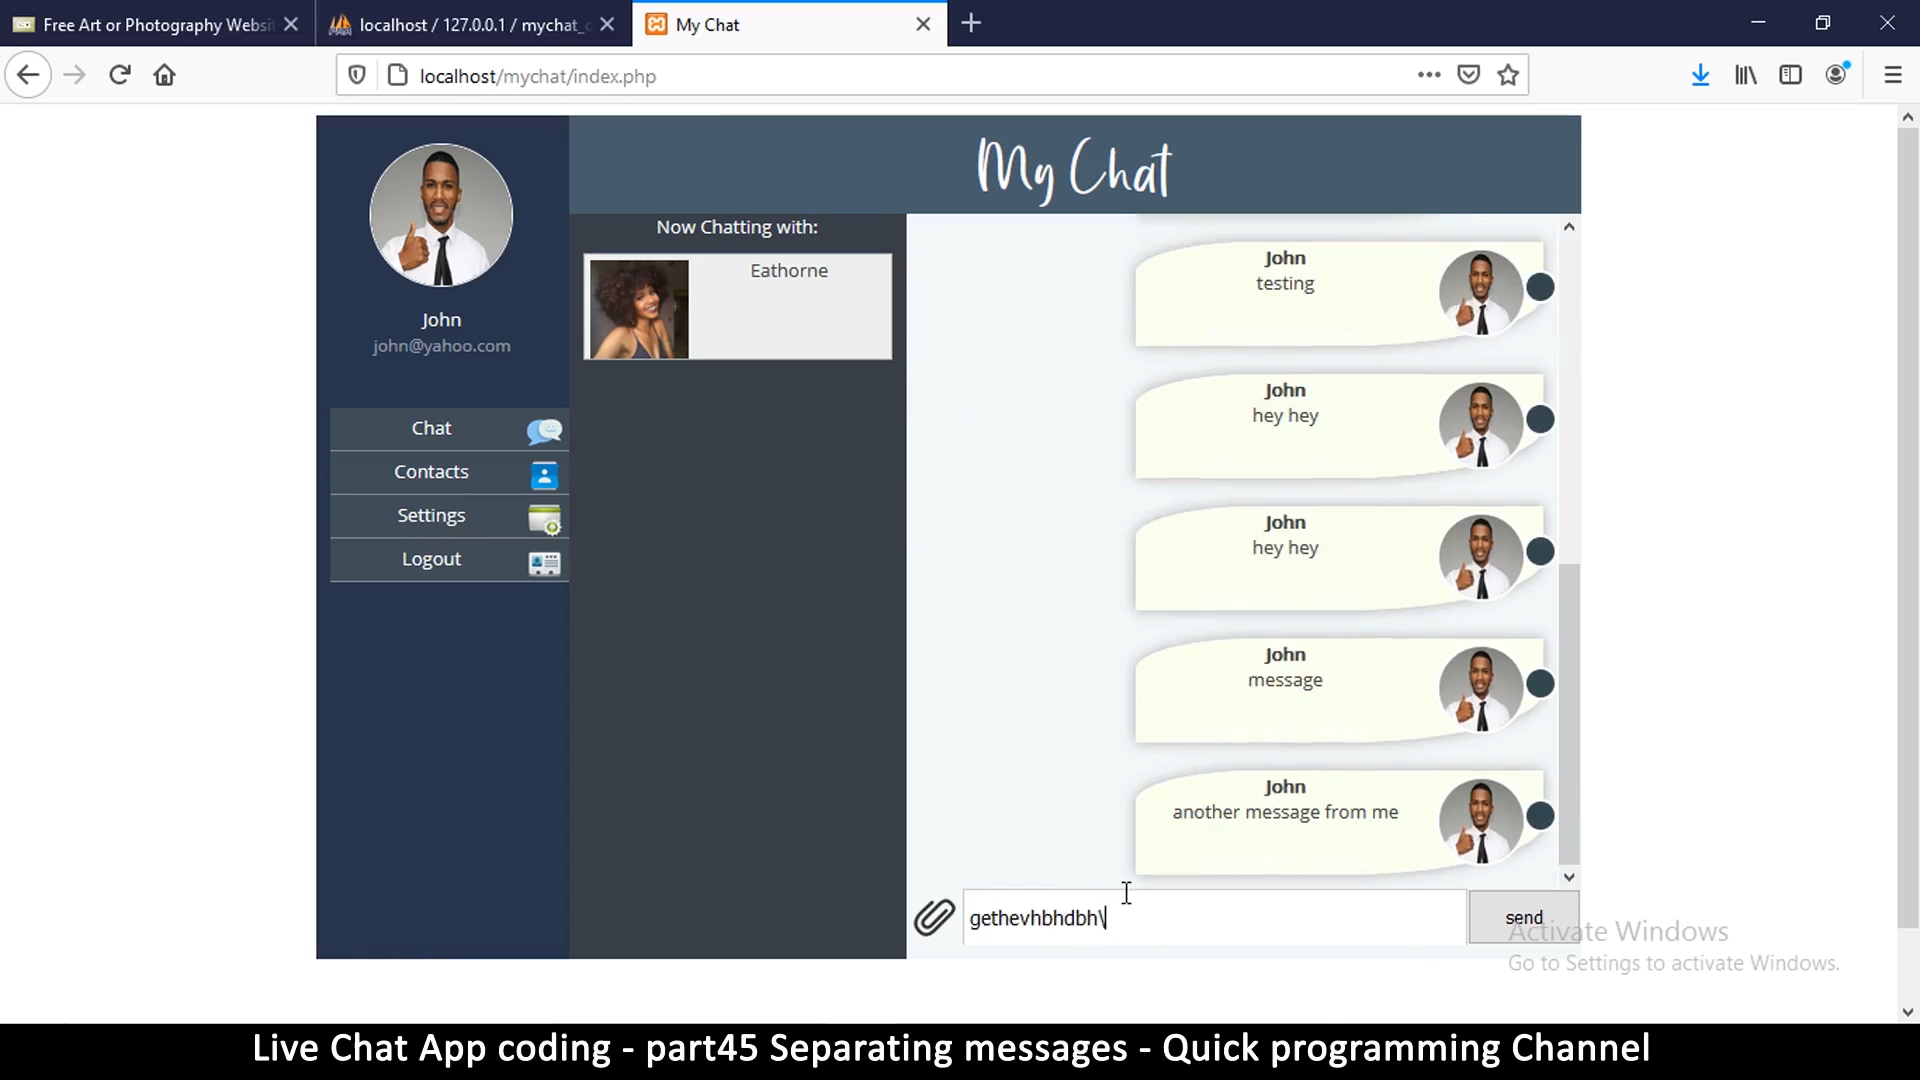 Free Art or Photography Websi
localhost / 127.0.0.1 / mychat_
My Chat
localhost/mychat/index.php
My Chat
John
john@yahoo.com
Chat
Contacts
Settings
Logout
Now Chatting with:
Eathorne
John
testing
John
hey hey
John
hey hey
John
message
John
another message from me
gethevhbhdbh\
send
Activate Windows
Go to Settings to activate Windows.
Live Chat App coding - part45 Separating messages - Quick programming Channel